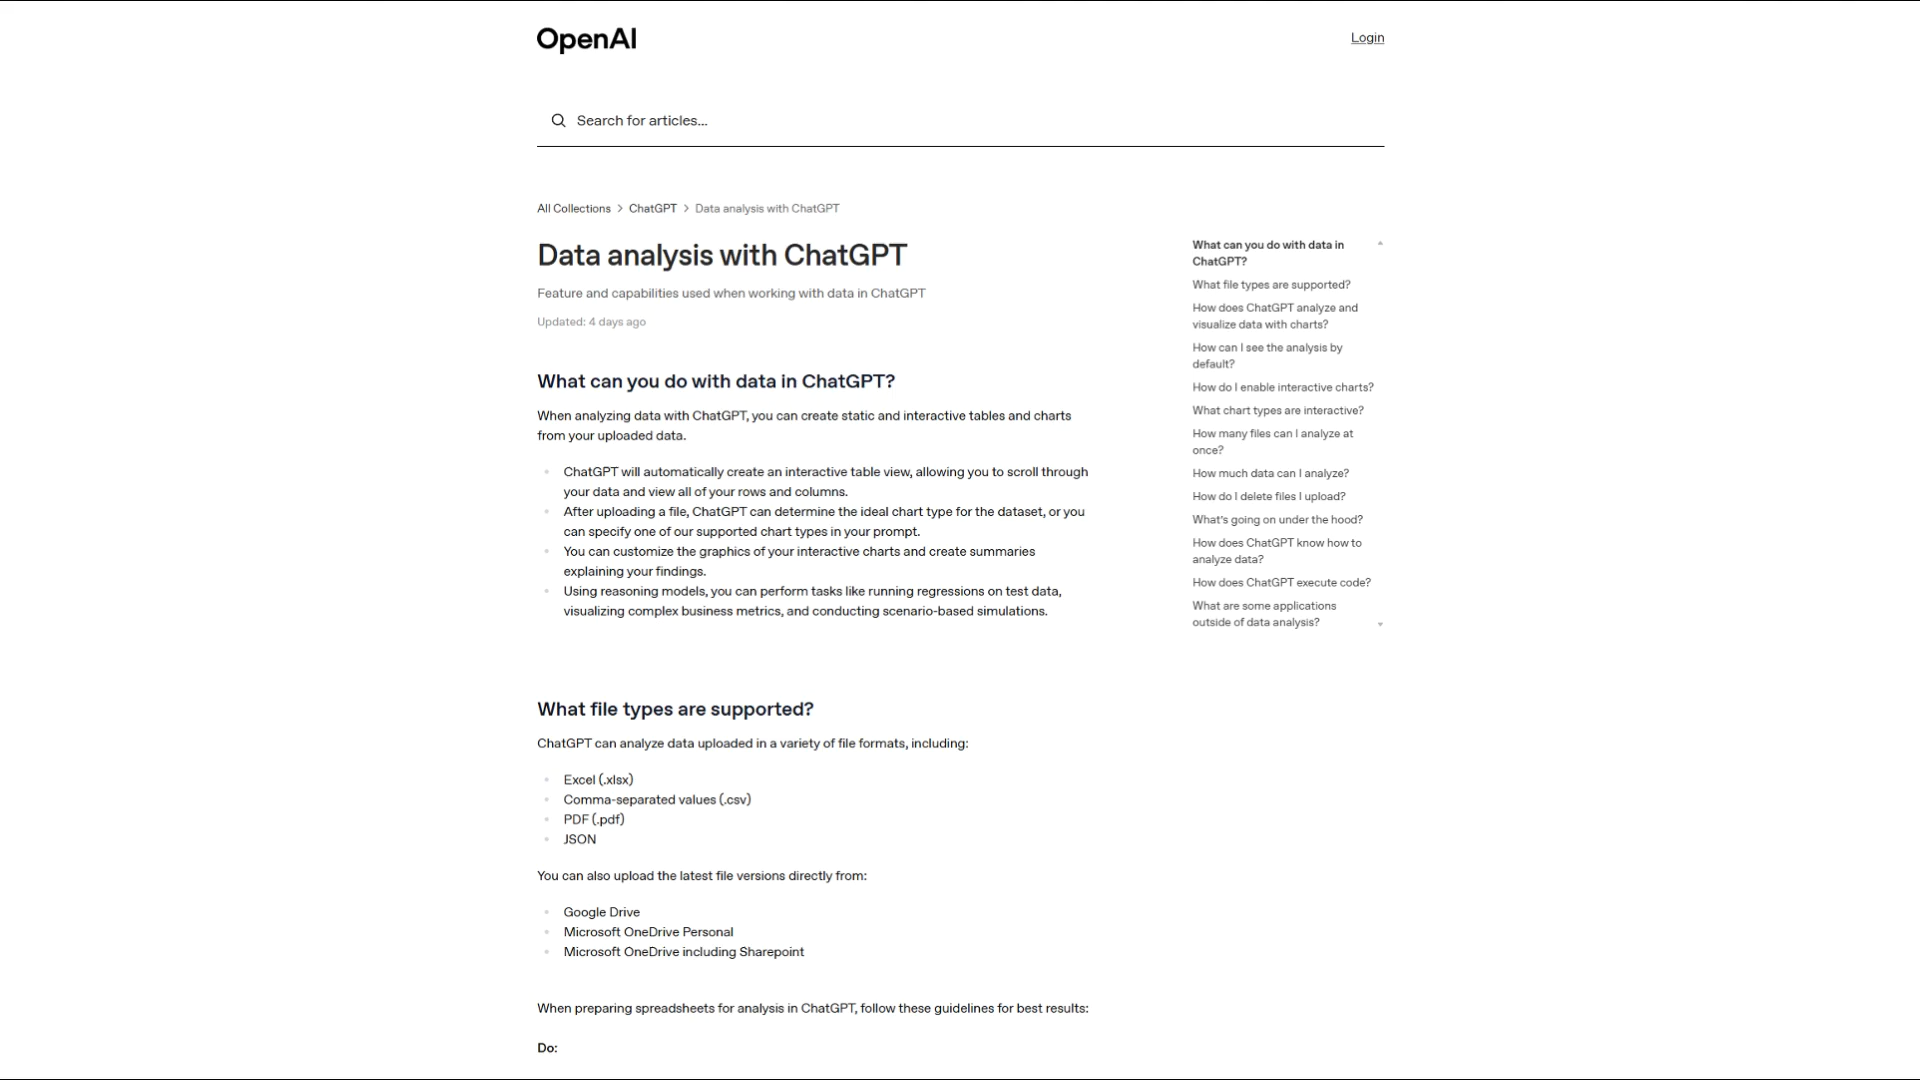 OpenAI
Login
Search for articles...
All Collections
ChatGPT
Data analysis with ChatGPT
Data analysis with ChatGPT
Feature and capabilities used when working with data in ChatGPT
Updated: 4 days ago
What can you do with data in ChatGPT?
When analyzing data with ChatGPT, you can create static and interactive tables and charts
from your uploaded data.
ChatGPT will automatically create an interactive table view, allowing you to scroll through
your data and view all of your rows and columns.
After uploading a file, ChatGPT can determine the ideal chart type for the dataset, or you
can specify one of our supported chart types in your prompt.
You can customize the graphics of your interactive charts and create summaries
explaining your findings.
Using reasoning models, you can perform tasks like running regressions on test data,
visualizing complex business metrics, and conducting scenario-based simulations.
What file types are supported?
ChatGPT can analyze data uploaded in a variety of file formats, including:
Excel (.xlsx)
Comma-separated values (.csv)
PDF (.pdf)
JSON
You can also upload the latest file versions directly from:
Google Drive
Microsoft OneDrive Personal
Microsoft OneDrive including Sharepoint
When preparing spreadsheets for analysis in ChatGPT, follow these guidelines for best results:
Do:
What can you do with data in
ChatGPT?
What file types are supported?
How does ChatGPT analyze and
visualize data with charts?
How can I see the analysis by
default?
How do I enable interactive charts?
What chart types are interactive?
How many files can I analyze at
once?
How much data can I analyze?
How do I delete files I upload?
What's going on under the hood?
How does ChatGPT know how to
analyze data?
How does ChatGPT execute code?
What are some applications
outside of data analysis?